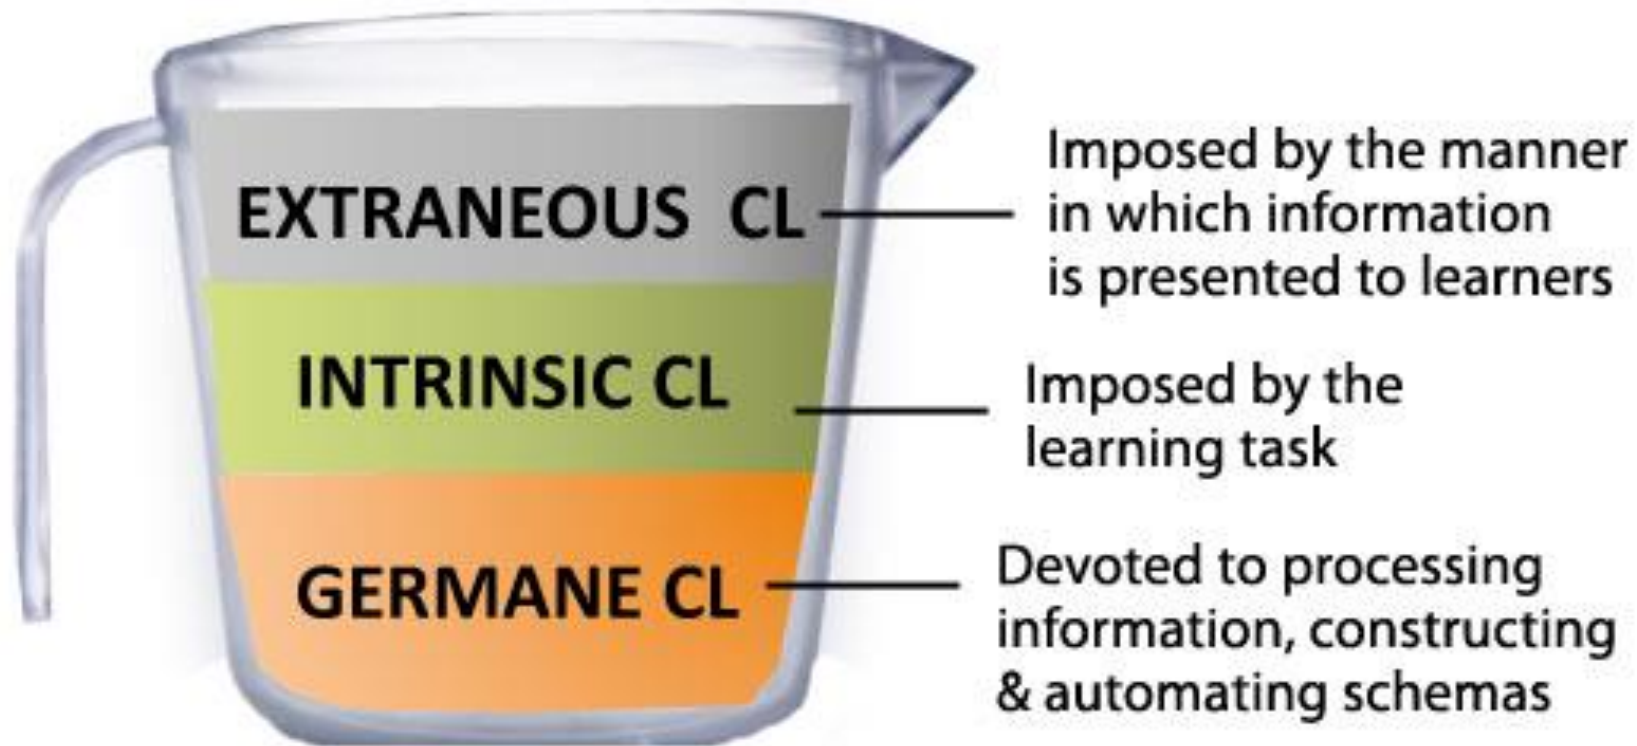 EXTRANEOUS CL
Imposed by the manner
in which information
is presented to learners
INTRINSIC CL
Imposed by the
learning task
GERMANE CL
Devoted to processing
information, constructing
& automating schemas